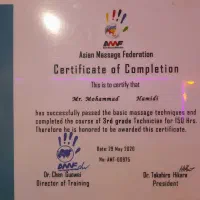 AMF
Asian Massage Federation
Certificate of Completion
This is to certify that
Mr. Mohammad Hamidi
has successfully passed the basic massage techniques and
completed the course of 3rd grade Technician for 150 Hrs.
Therefore he is honored to be awarded this certificate.
Date: 29 May 2020
No: AMF-60975
AMF
Dr. Chen Guowei
Director of Training
Dr. Takahiro Hikaru
President